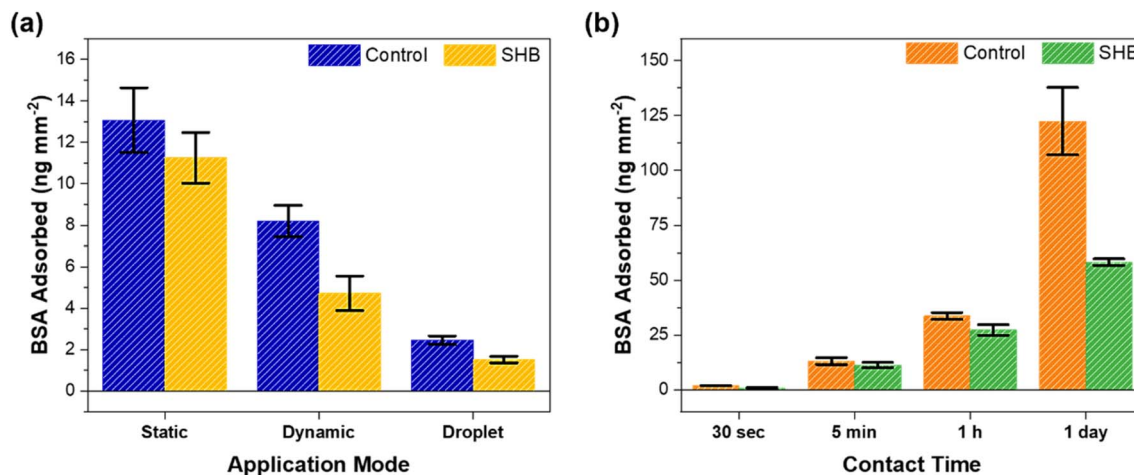 (a)
Control SHB
BSA Adsorbed (ng mm-2)
16
14
12
10
8
6
4
2
0
Static Dynamic Droplet
Application Mode
(b)
Control SHB
BSA Adsorbed (ng mm-2)
150
125
100
75
50
25
0
30 sec 5 min 1 h 1 day
Contact Time